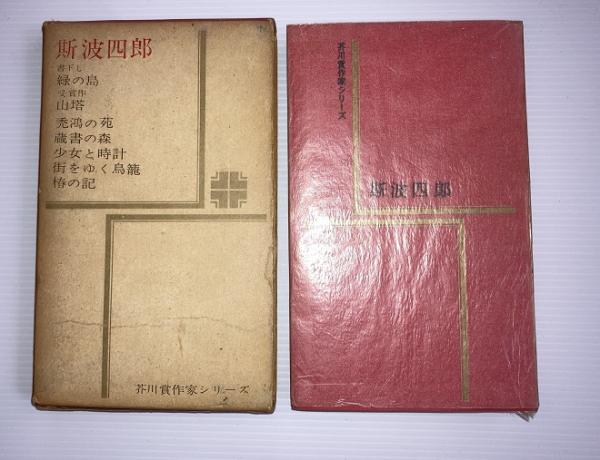 斯波四郎
書下し
緑の島
受賞作
山塔
禿鴻の苑
蔵書の森
少女と時計
街をゆく鳥籠
椿の記
芥川賞作家シリーズ
芥川賞作家シリーズ
斯波四郎